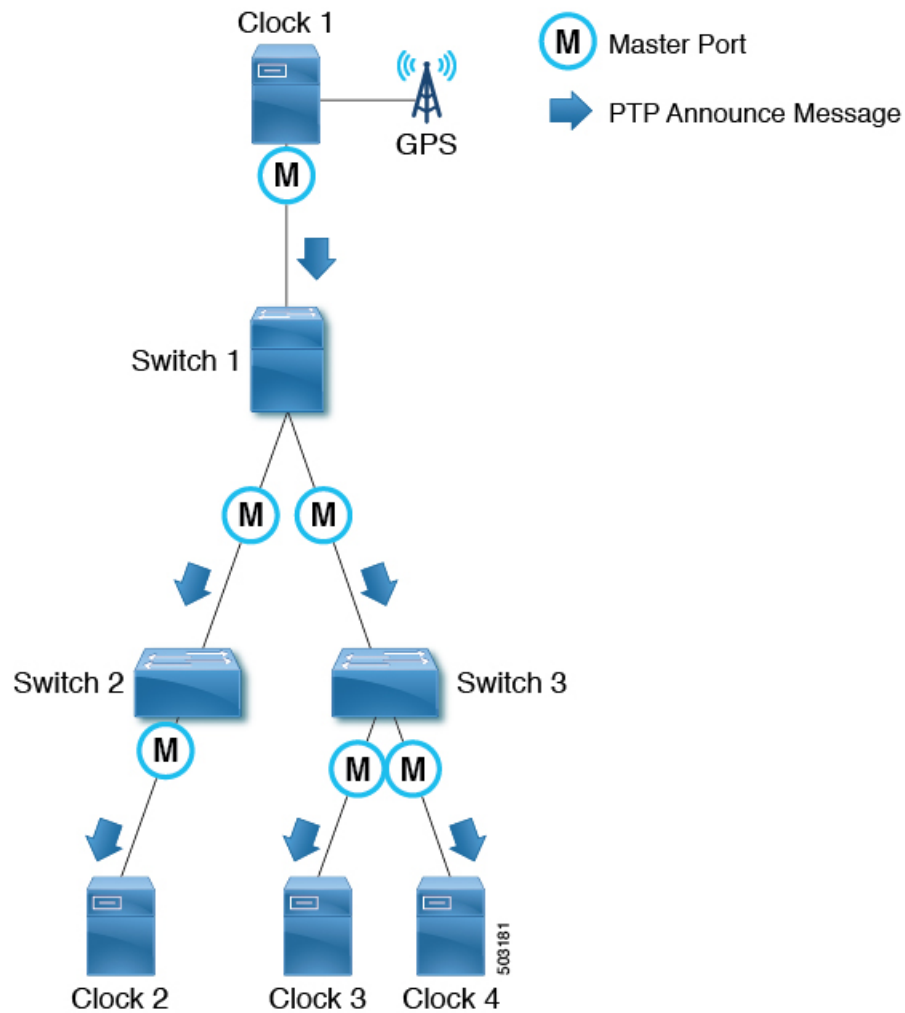 Clock 1
M
Master Port
PTP Announce Message
GPS
M
Switch 1
M
M
Switch 2
Switch 3
M
M
M
503181
Clock 2
Clock 3
Clock 4